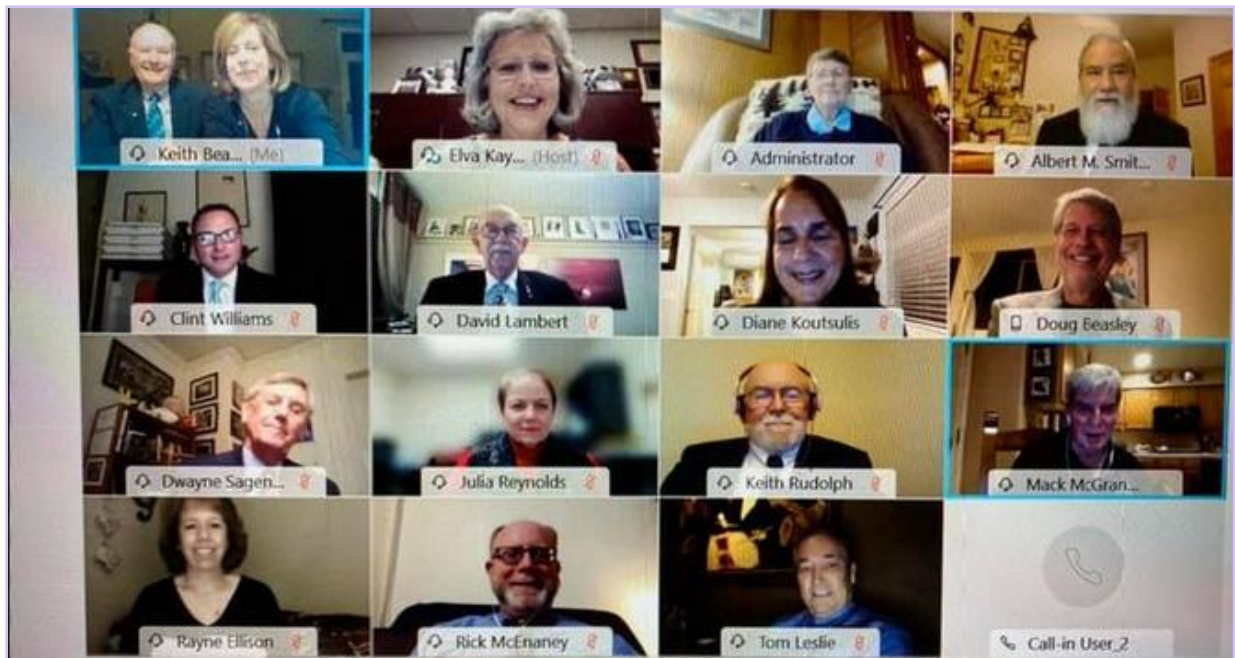 Keith Bea... (Me)
Elva Kay... (Host)
Administrator
Albert M. Smit...
Clint Williams
David Lambert
Diane Koutsulis
Doug Beasley
Dwayne Sagen...
Julia Reynolds
Keith Rudolph
Mack McGran...
Rayne Ellison
Rick McEnaney
Tom Leslie
Call-in User_2